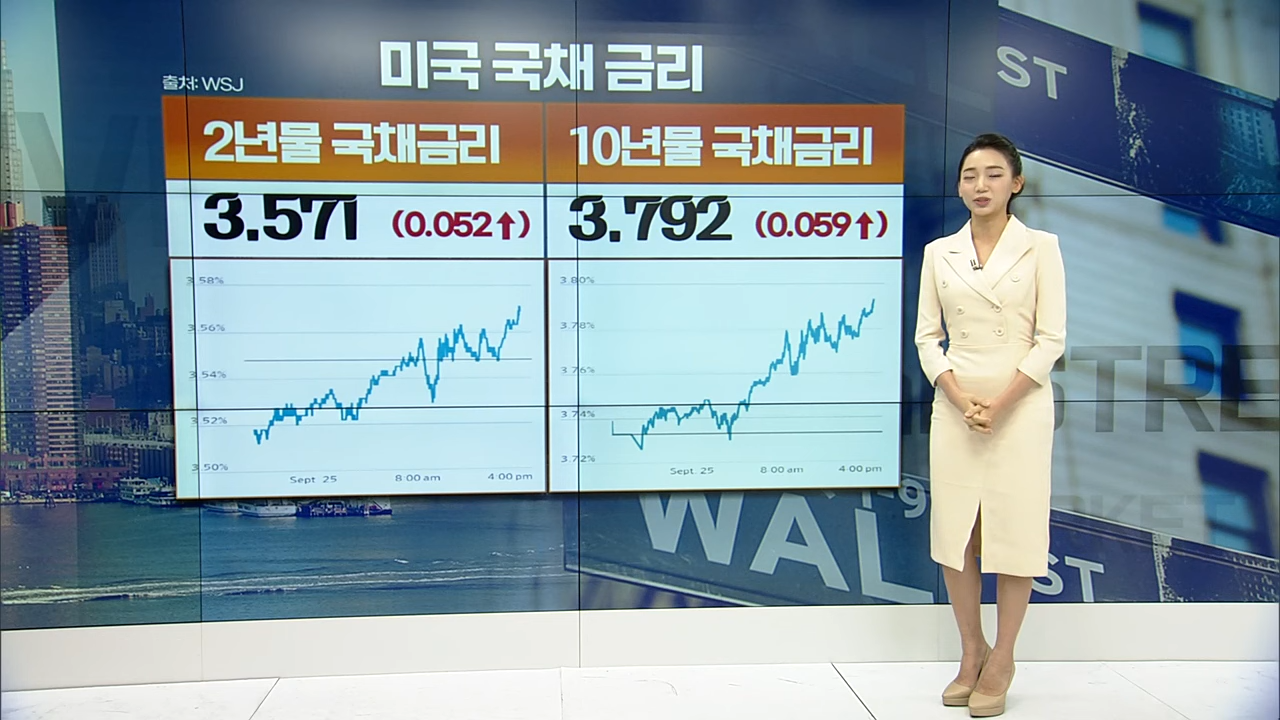 미국 국채 금리
출처: WSJ
2년물 국채금리
10년물 국채금리
3.571 (0.052↑)
3.792 (0.059↑)
3.58%
3.56%
3.54%
3.52%
3.50%
Sept. 25 8:00 am 4:00 pm
3.80%
3.78%
3.76%
3.74%
3.72%
Sept. 25 8:00 am 4:00 pm
ST
WALL
ST